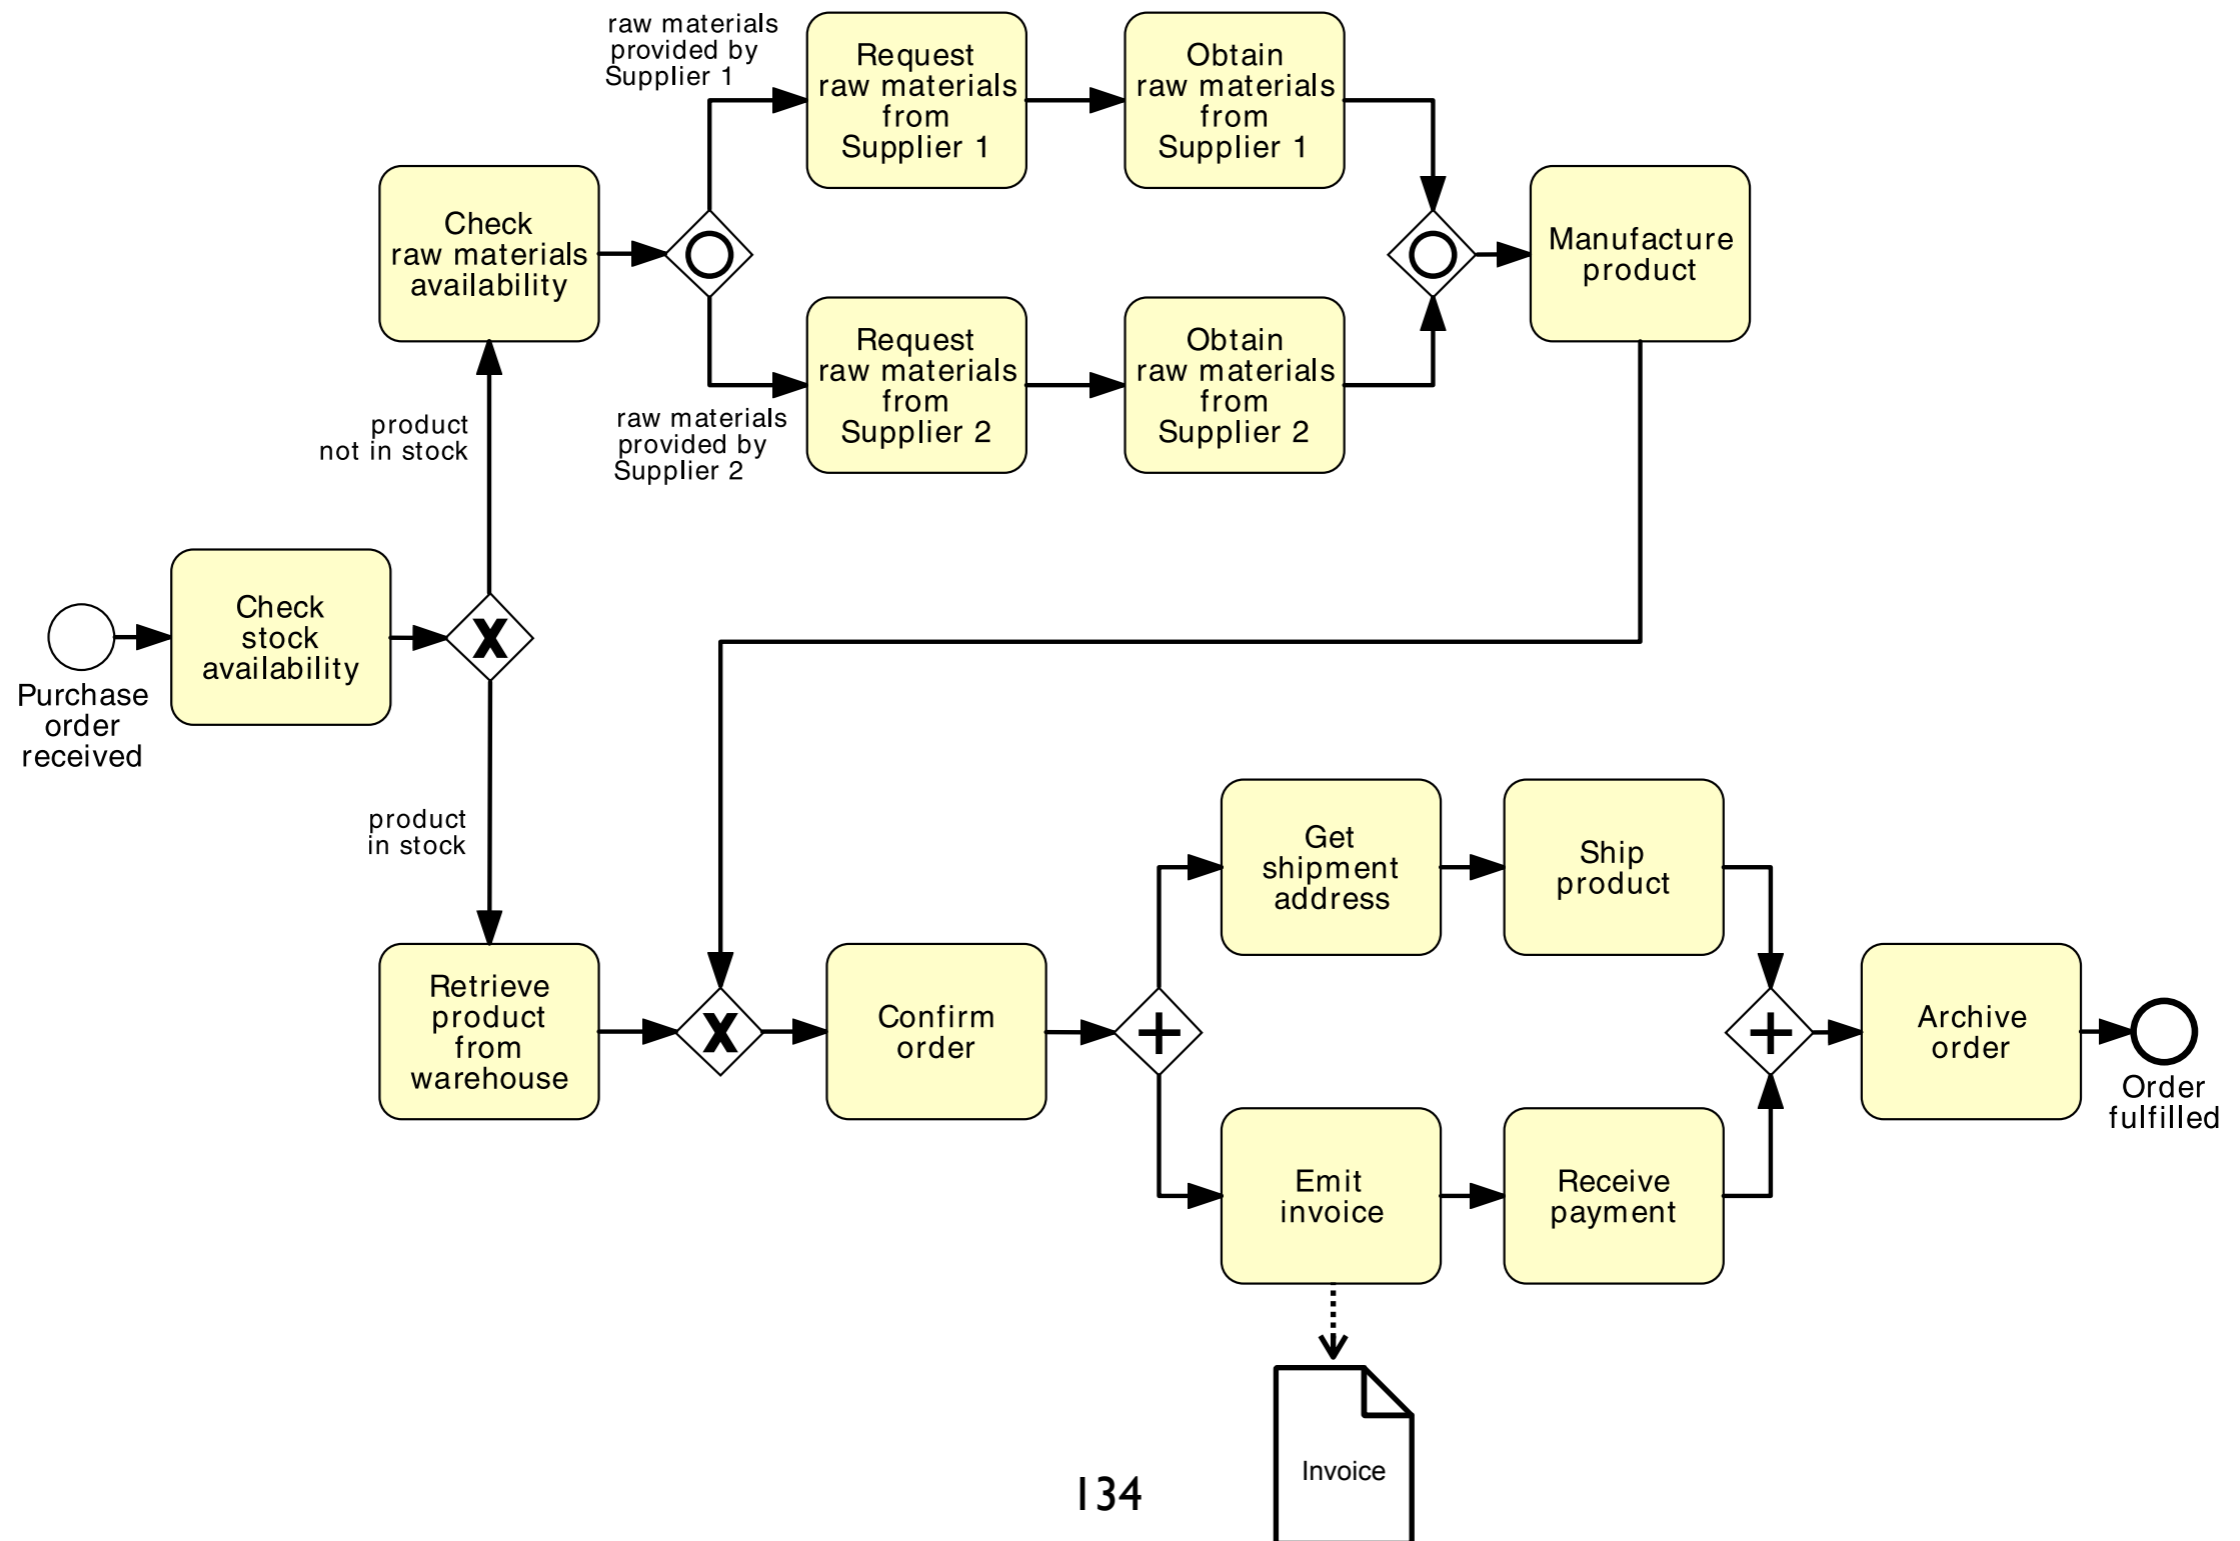 raw materials
provided by
Supplier 1
Request
raw materials
from
Supplier 1
Obtain
raw materials
from
Supplier 1
Check
raw materials
availability
Manufacture
product
Request
raw materials
from
Supplier 2
Obtain
raw materials
from
Supplier 2
raw materials
provided by
Supplier 2
product
not in stock
Check
stock
availability
X
Purchase
order
received
product
in stock
Get
shipment
address
Ship
product
Retrieve
product
from
warehouse
X
Confirm
order
Archive
order
Order
fulfilled
Emit
invoice
Receive
payment
Invoice
134